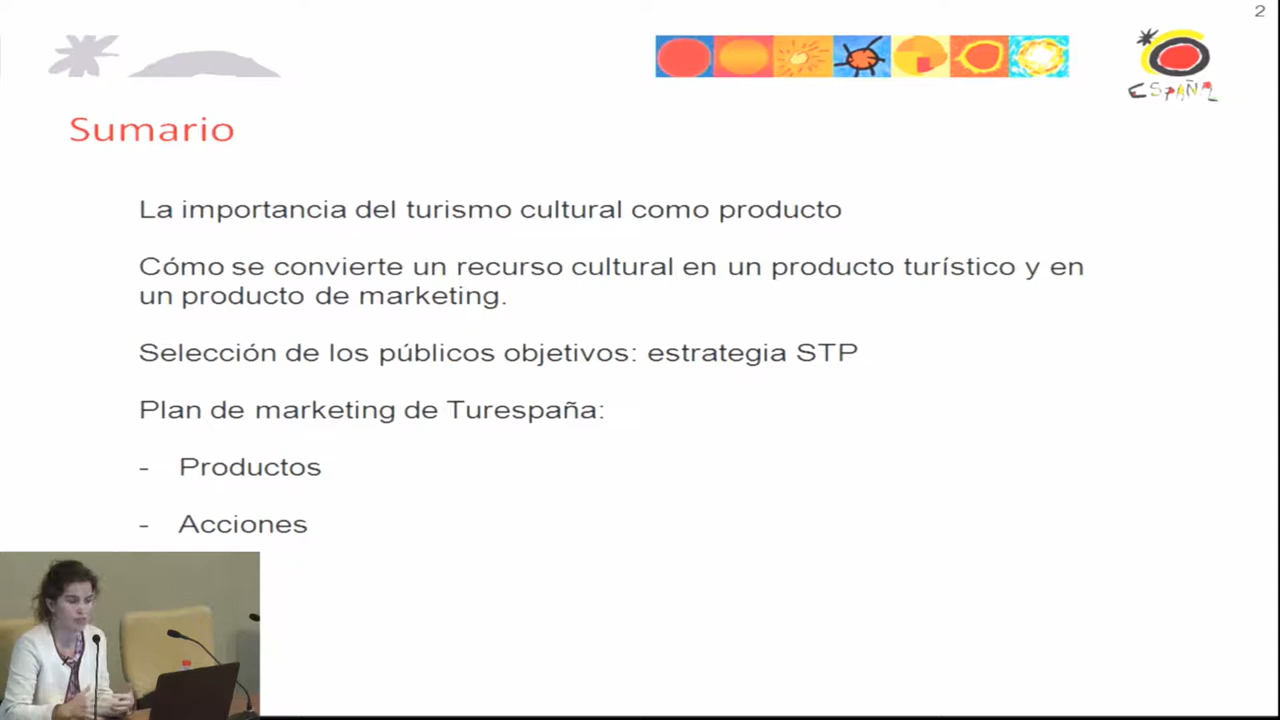 2
ESPAÑA
Sumario
La importancia del turismo cultural como producto
Cómo se convierte un recurso cultural en un producto turístico y en
un producto de marketing.
Selección de los públicos objetivos: estrategia STP
Plan de marketing de Turespaña:
- Productos
- Acciones